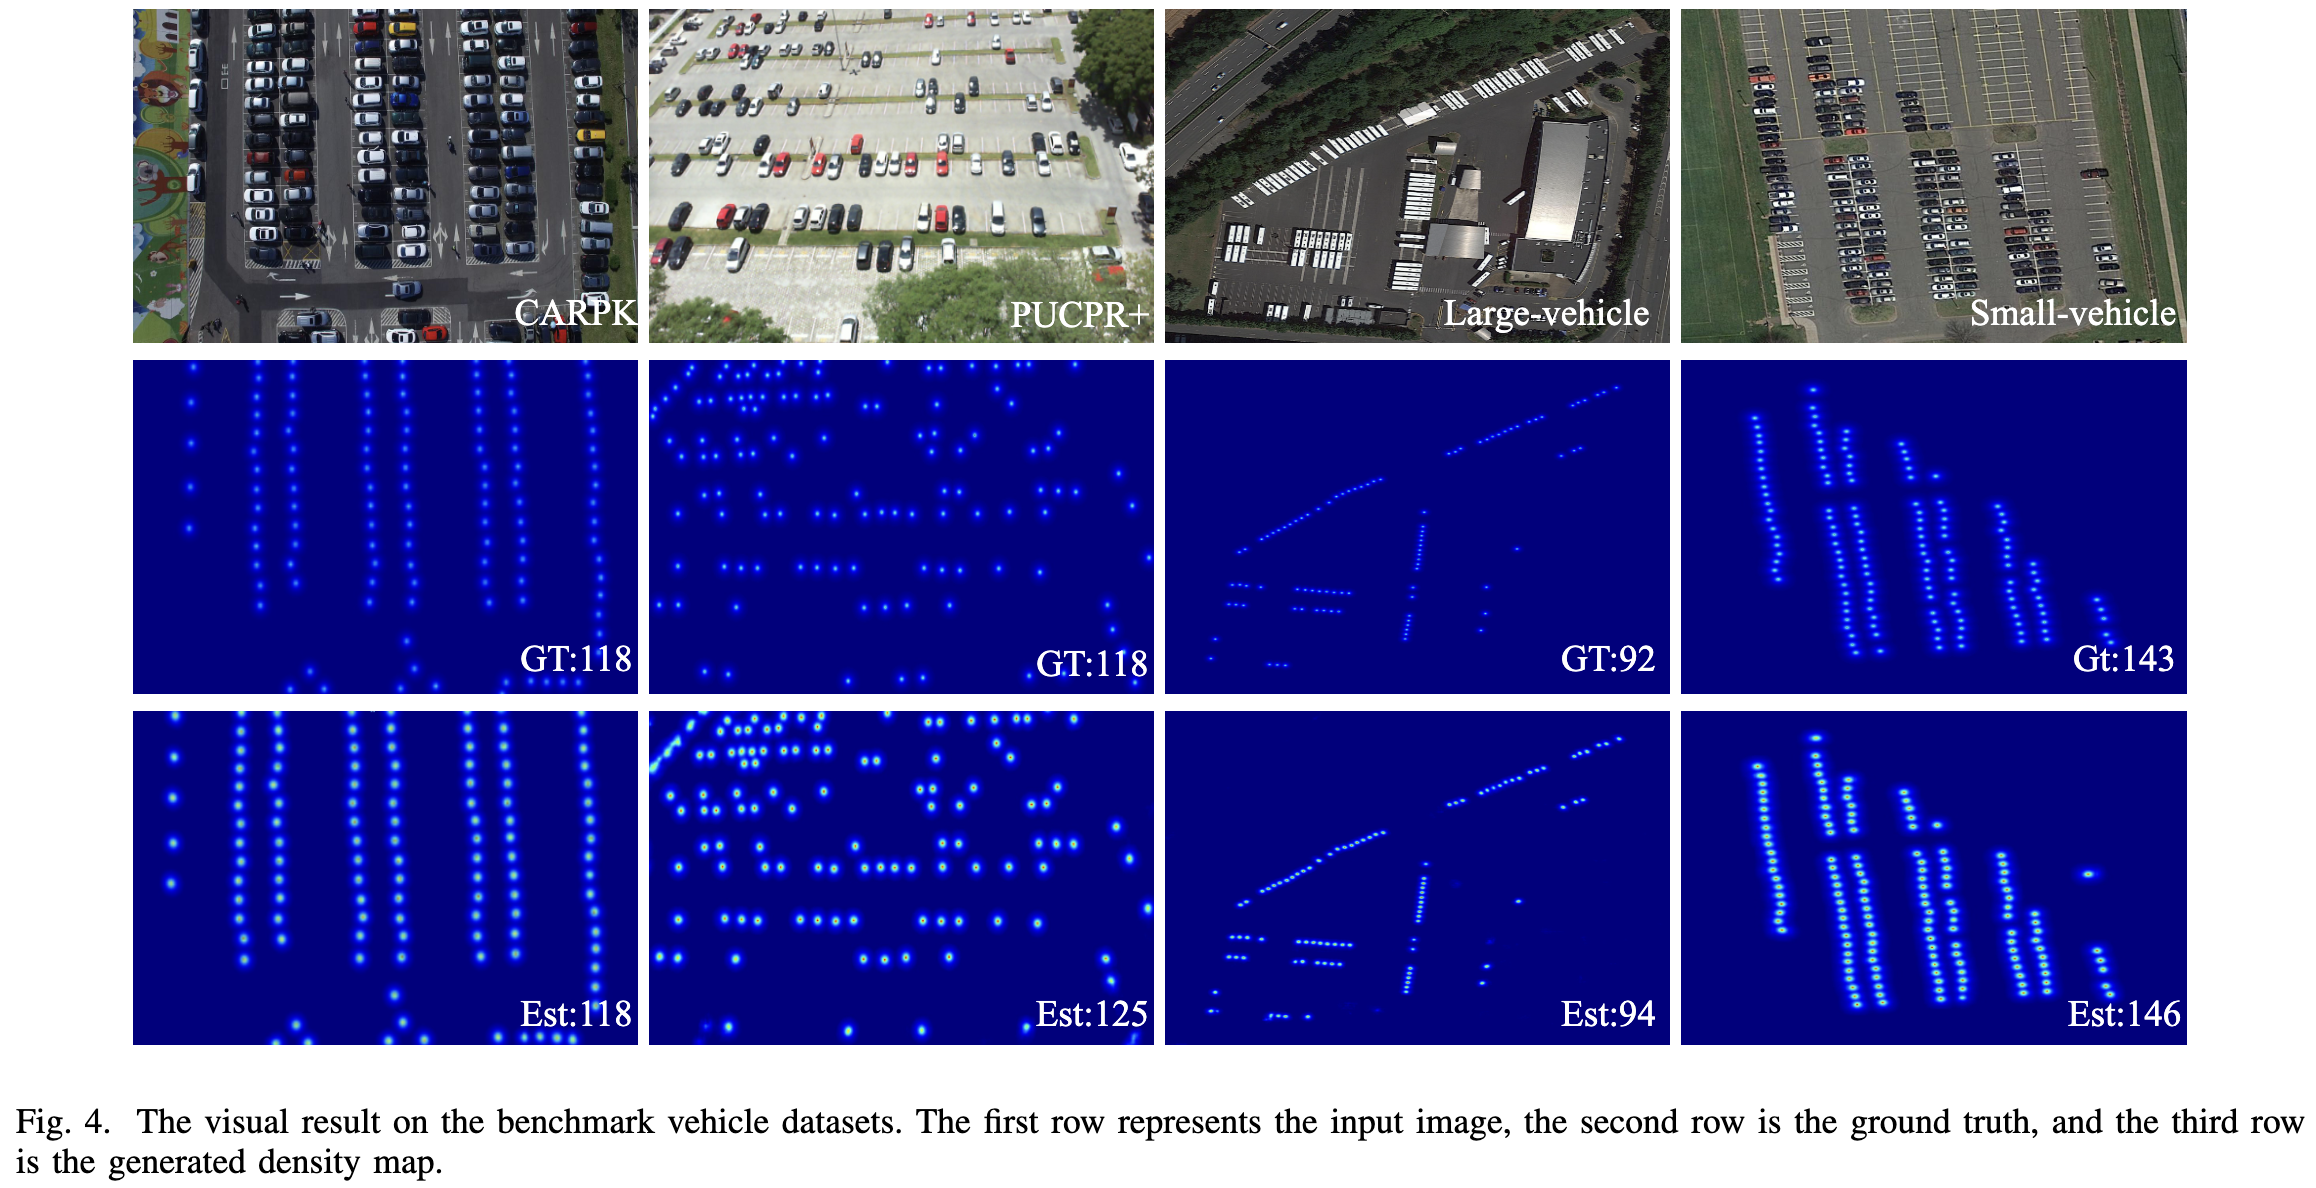 CARPK
PUCPR+
Large-vehicle
Small-vehicle
GT:118
GT:118
GT:92
Gt:143
Est:118
Est:125
Est:94
Est:146
Fig. 4. The visual result on the benchmark vehicle datasets. The first row represents the input image, the second row is the ground truth, and the third row
is the generated density map.